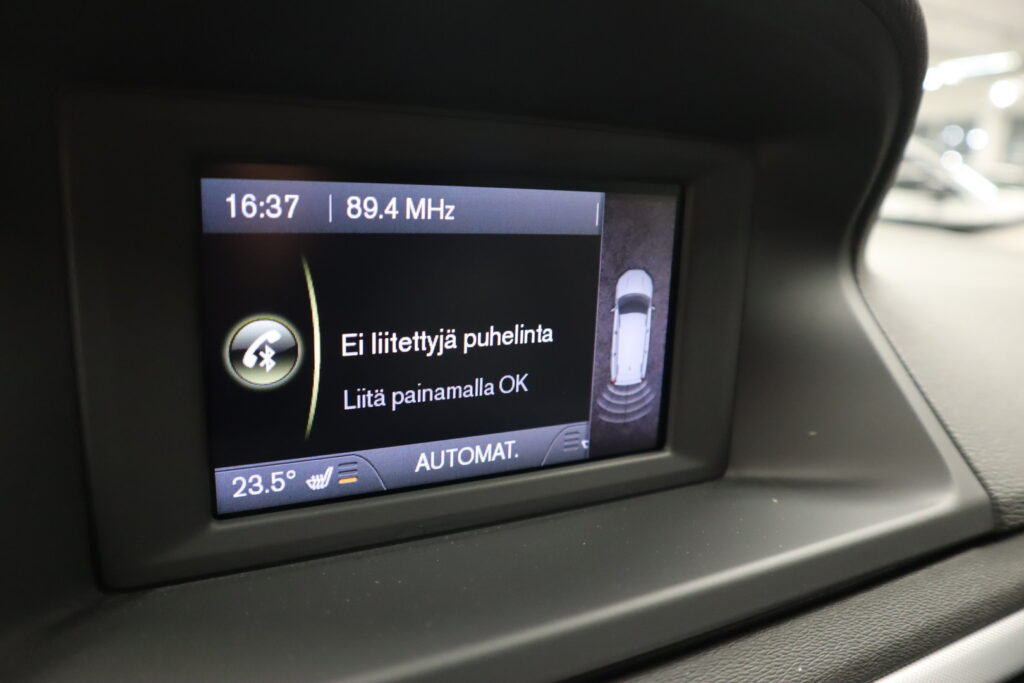 16:37 | 89.4 MHz
Ei liitettyjä puhelinta
Liitä painamalla OK
23.5° AUTOMAT.